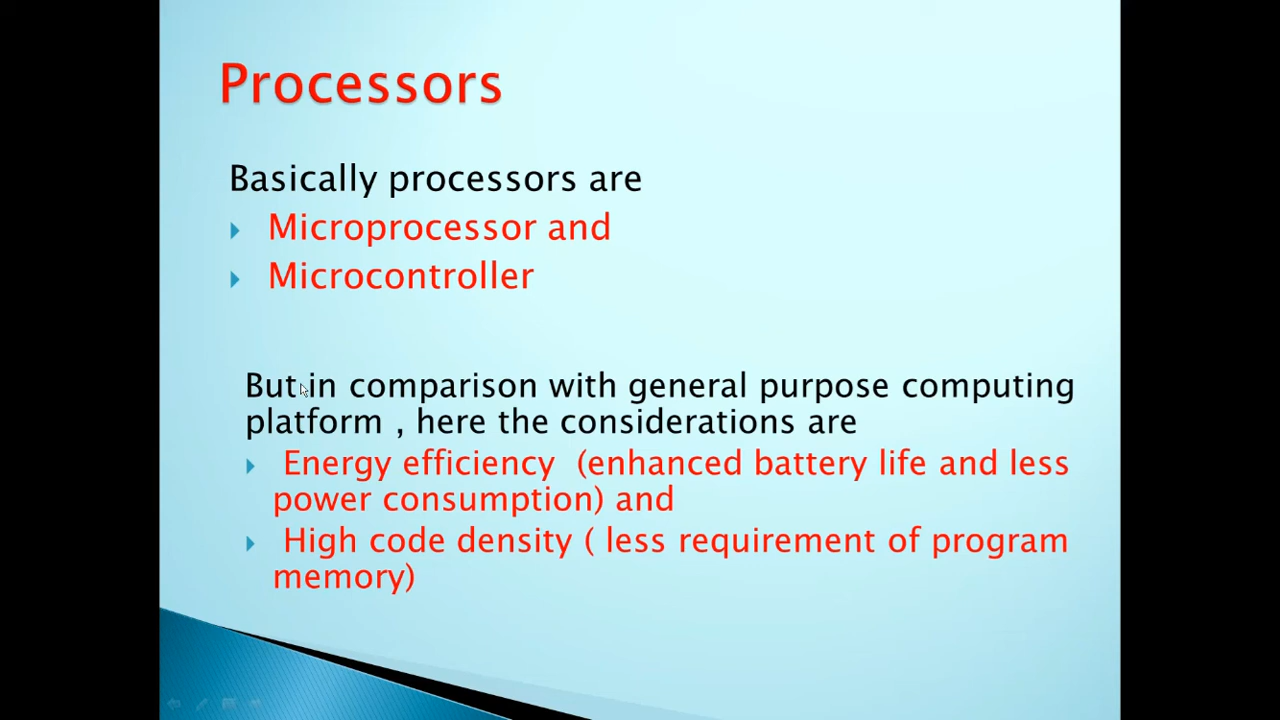 Processors
Basically processors are
Microprocessor and
Microcontroller
But in comparison with general purpose computing
platform , here the considerations are
Energy efficiency (enhanced battery life and less
power consumption) and
High code density ( less requirement of program
memory)